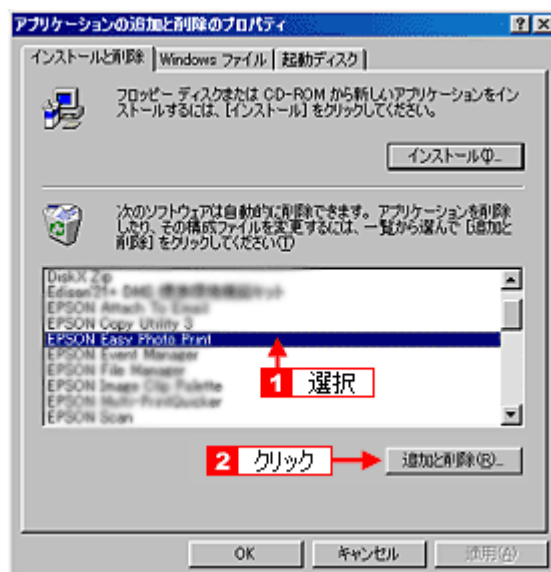 アプリケーションの追加と削除のプロパティ
インストールと削除 Windows ファイル 起動ディスク
フロッピー ディスクまたは CD-ROM から新しいアプリケーションをイン
ストールするには、[インストール] をクリックしてください。
インストール(I)...
次のソフトウェアは自動的に削除できます。アプリケーションを削除
したり、その構成ファイルを変更するには、一覧から選んで [追加と
削除] をクリックしてください(T)
DiskX Zip
Edison21+ DMG
EPSON Attach To Email
EPSON Copy Utility 3
EPSON Easy Photo Print
EPSON Event Manager
EPSON File Manager
EPSON Image Clip Palette
EPSON Multi-PrintQuicker
EPSON Scan
1 選択
2 クリック
追加と削除(R)...
OK キャンセル 適用(A)